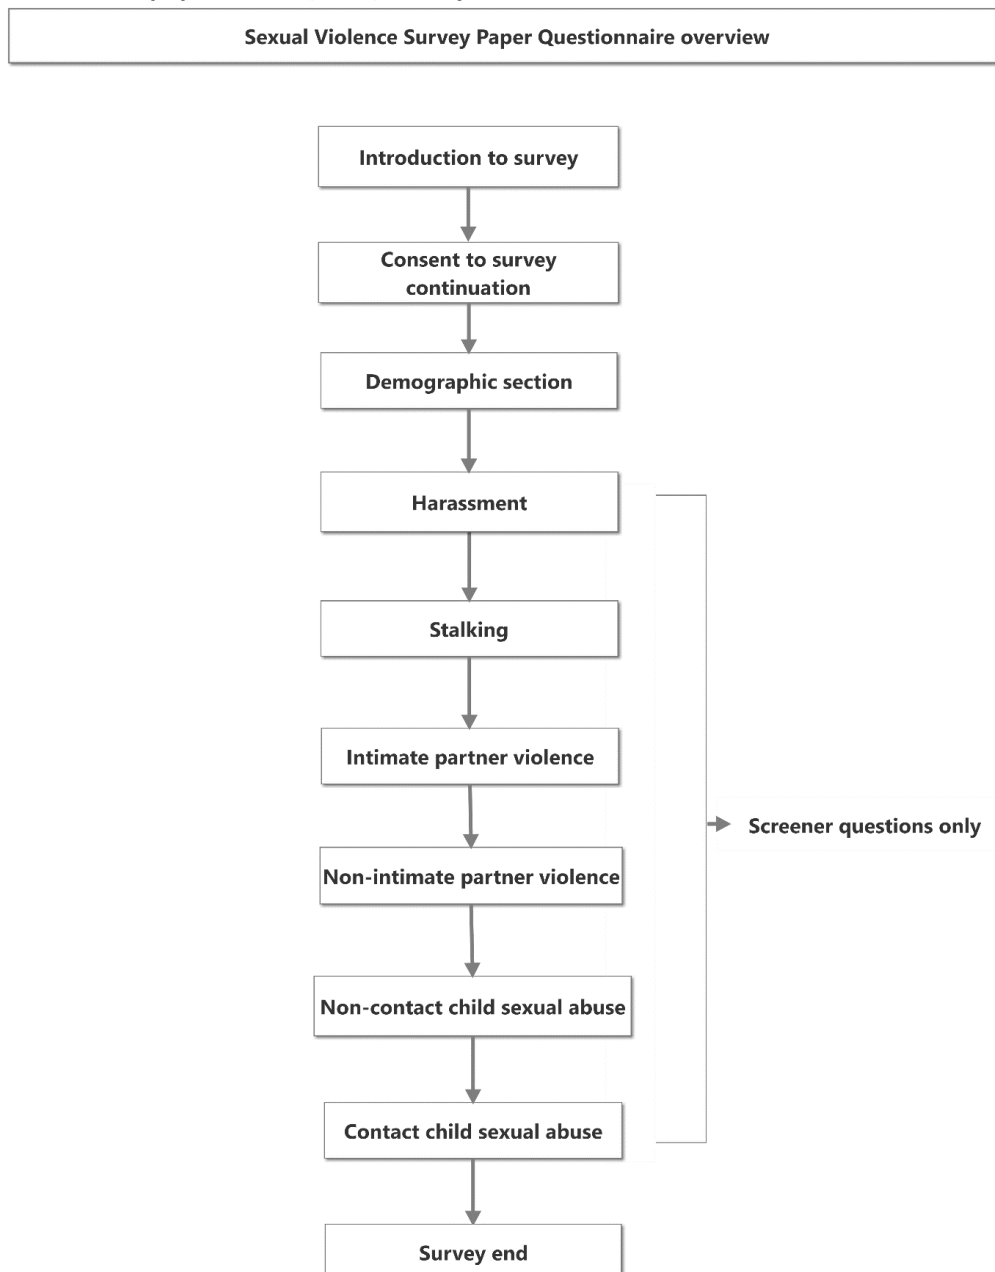 Sexual Violence Survey Paper Questionnaire overview
Introduction to survey
Consent to survey
continuation
Demographic section
Harassment
Stalking
Intimate partner violence
Non-intimate partner violence
Screener questions only
Non-contact child sexual abuse
Contact child sexual abuse
Survey end